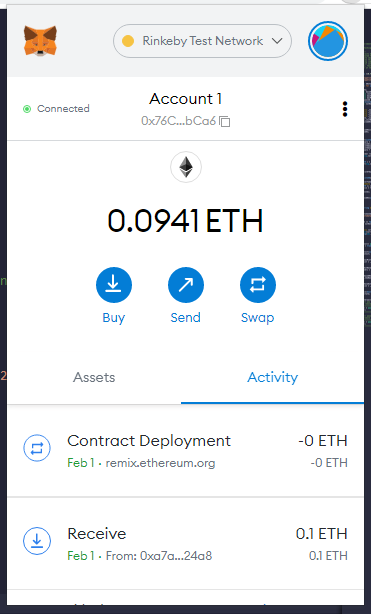 Rinkeby Test Network
Connected
Account 1
0x76C...bCa6
0.0941 ETH
Buy
Send
Swap
Assets
Activity
Contract Deployment
-0 ETH
Feb 1 · remix.ethereum.org
-0 ETH
Receive
0.1 ETH
Feb 1 · From: 0xa7a...24a8
0.1 ETH